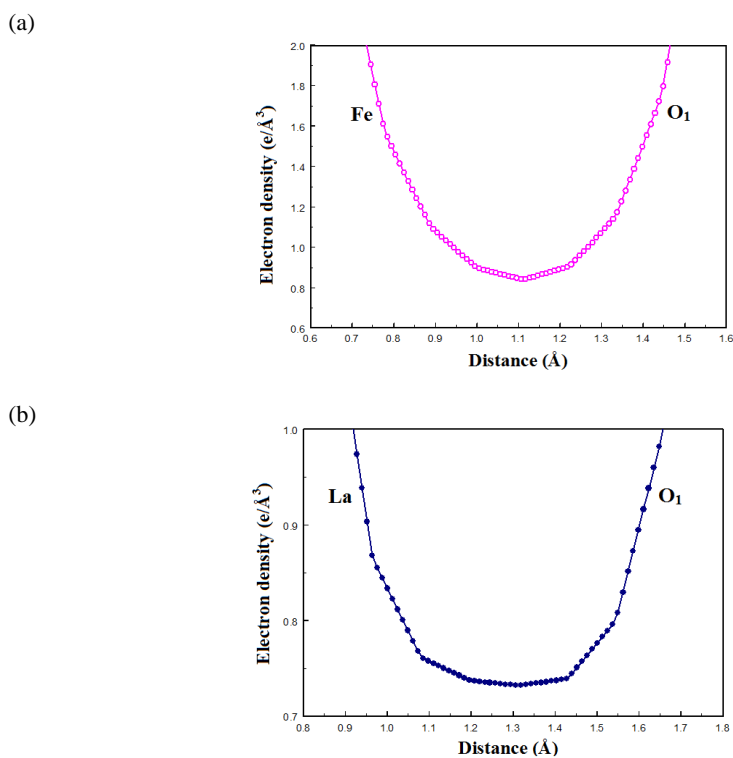 (a)
2.0
1.8
1.6
1.4
1.2
1.0
0.8
0.6
Electron density (e/Å³)
Fe
O₁
0.6 0.7 0.8 0.9 1.0 1.1 1.2 1.3 1.4 1.5 1.6
Distance (Å)
(b)
1.0
0.9
0.8
0.7
Electron density (e/Å³)
La
O₁
0.8 0.9 1.0 1.1 1.2 1.3 1.4 1.5 1.6 1.7 1.8
Distance (Å)